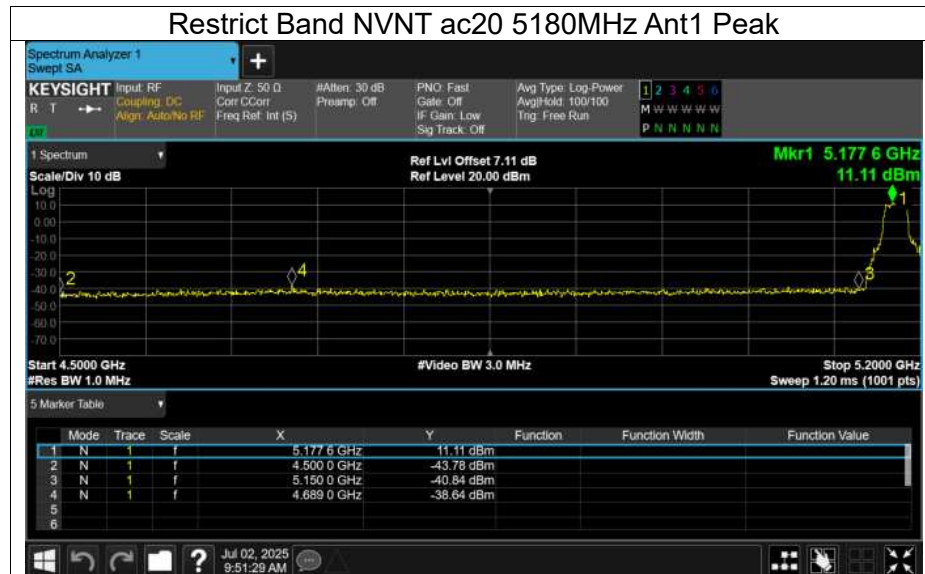 Restrict Band NVNT ac20 5180MHz Ant1 Peak
Spectrum Analyzer 1
Swept SA
+
KEYSIGHT Input: RF Input Z: 50 Ω #Atten: 30 dB PNO: Fast Avg Type: Log-Power 1 2 3 4 5 6
R T Coupling: DC Corr CCorr Preamp: Off Gate: Off Avg|Hold: 100/100 M W W W W W
Align: Auto/No RF Freq Ref: Int (S) IF Gain: Low Trig: Free Run
Sig Track: Off P N N N N N
1 Spectrum Ref Lvl Offset 7.11 dB Mkr1 5.177 6 GHz
Scale/Div 10 dB Ref Level 20.00 dBm 11.11 dBm
Log
10.0 1
0.00
-10.0
-20.0
-30.0 2 4 3
-40.0
-50.0
-60.0
-70.0
Start 4.5000 GHz #Video BW 3.0 MHz Stop 5.2000 GHz
#Res BW 1.0 MHz Sweep 1.20 ms (1001 pts)
5 Marker Table
Mode Trace Scale X Y Function Function Width Function Value
1 N 1 f 5.177 6 GHz 11.11 dBm
2 N 1 f 4.500 0 GHz -43.78 dBm
3 N 1 f 5.150 0 GHz -40.84 dBm
4 N 1 f 4.689 0 GHz -38.64 dBm
5
6
? Jul 02, 2025
9:51:29 AM